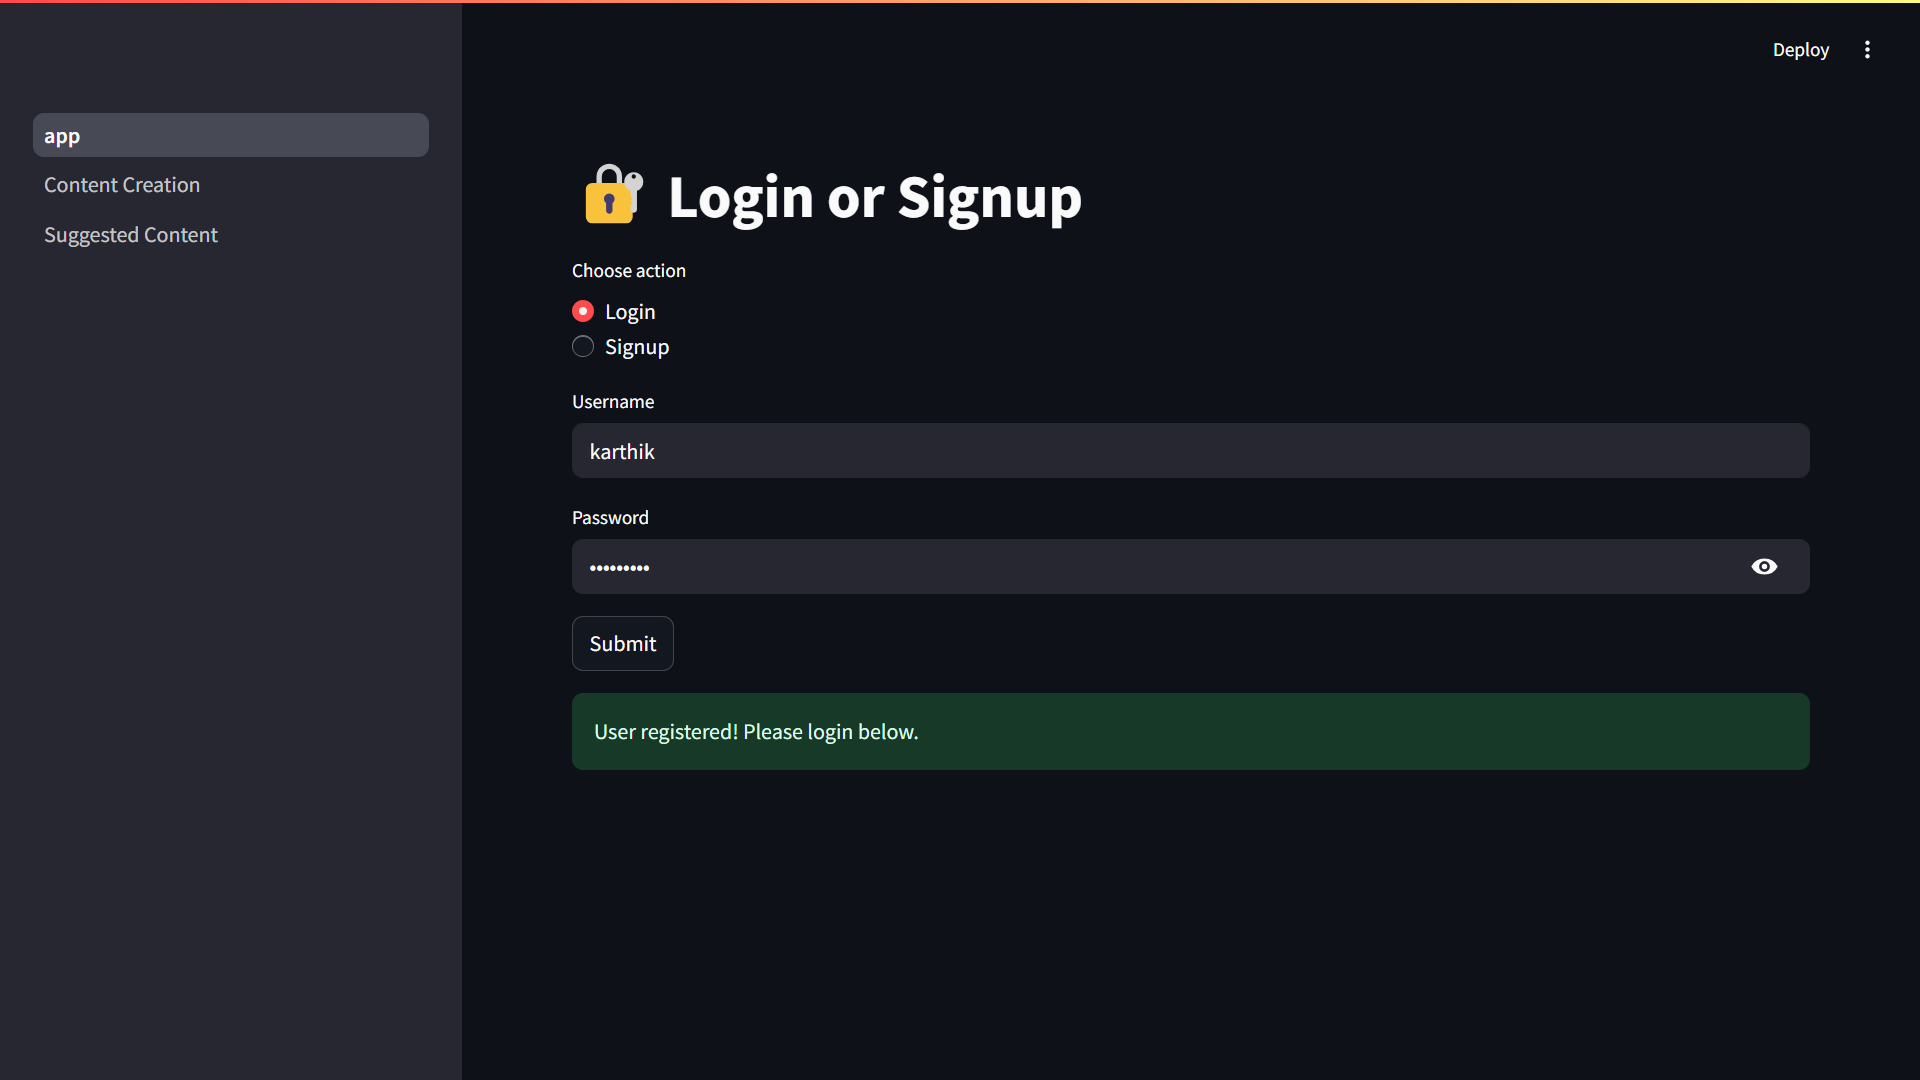 Deploy
app
Content Creation
Suggested Content
Login or Signup
Choose action
Login
Signup
Username
karthik
Password
•••••••••
Submit
User registered! Please login below.